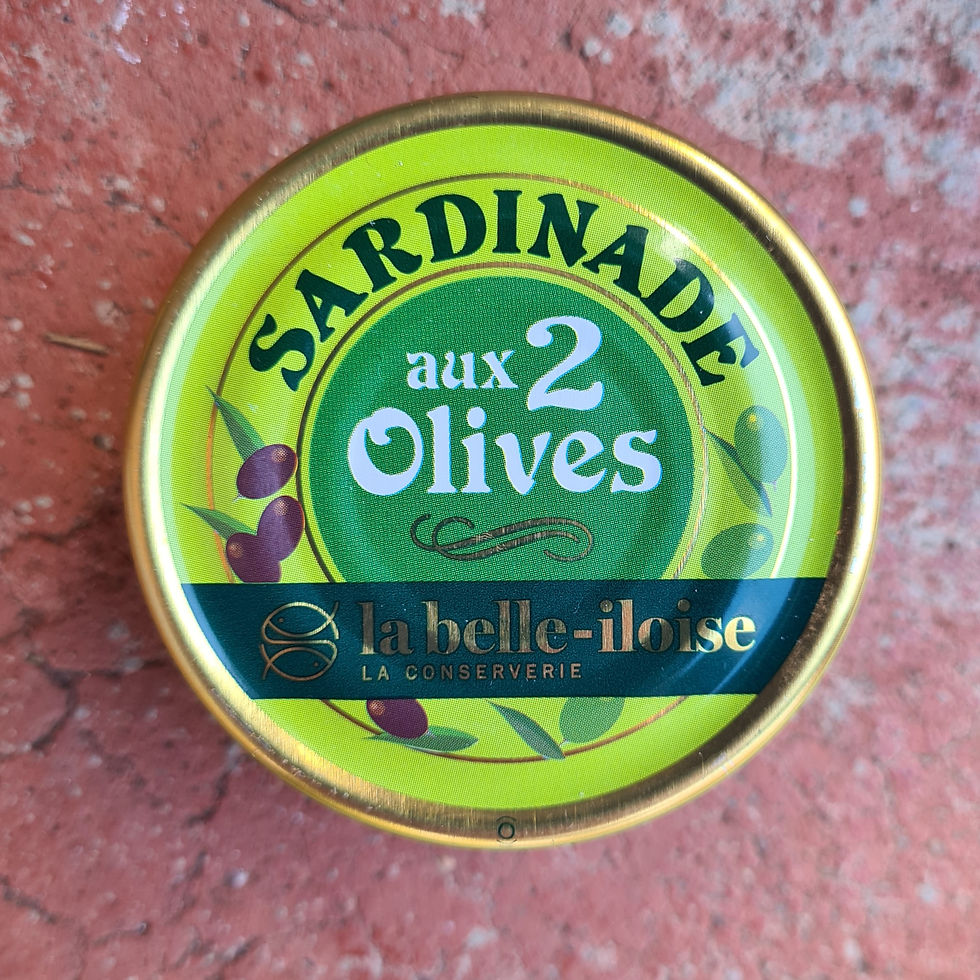 SARDINADE
aux 2
Olives
la belle-iloise
LA CONSERVERIE